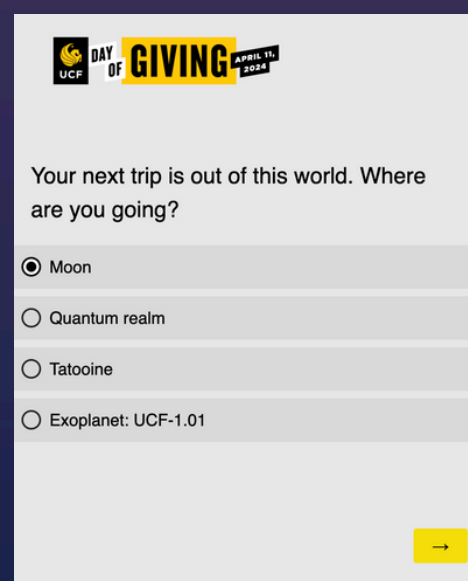 UCF
DAY
OF
GIVING
APRIL 11,
2024
Your next trip is out of this world. Where
are you going?
Moon
Quantum realm
Tatooine
Exoplanet: UCF-1.01
→